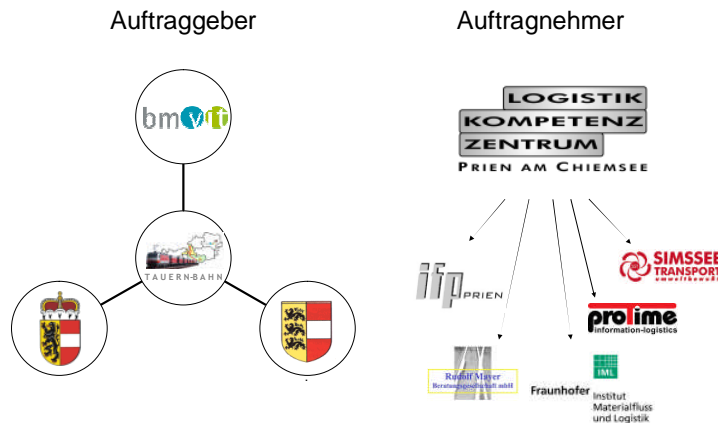 Auftraggeber
Auftragnehmer
bmvit
TAUERN-BAHN
LOGISTIK
KOMPETENZ
ZENTRUM
PRIEN AM CHIEMSEE
ifp PRIEN
SIMSSEE
TRANSPORT
umweltbewußt
proTime
information-logistics
Rudolf Mayer
Beratungsgesellschaft mbH
IML
Fraunhofer
Institut
Materialfluss
und Logistik